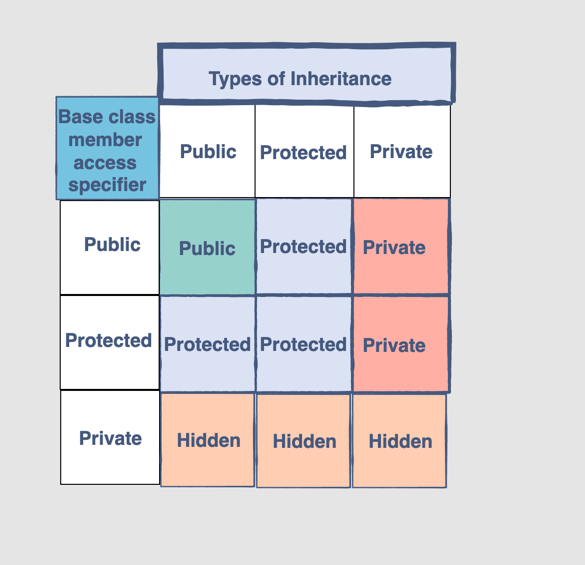 Types of Inheritance
Base class
member
access
specifier
Public Protected Private
Public Public Protected Private
Protected Protected Protected Private
Private Hidden Hidden Hidden